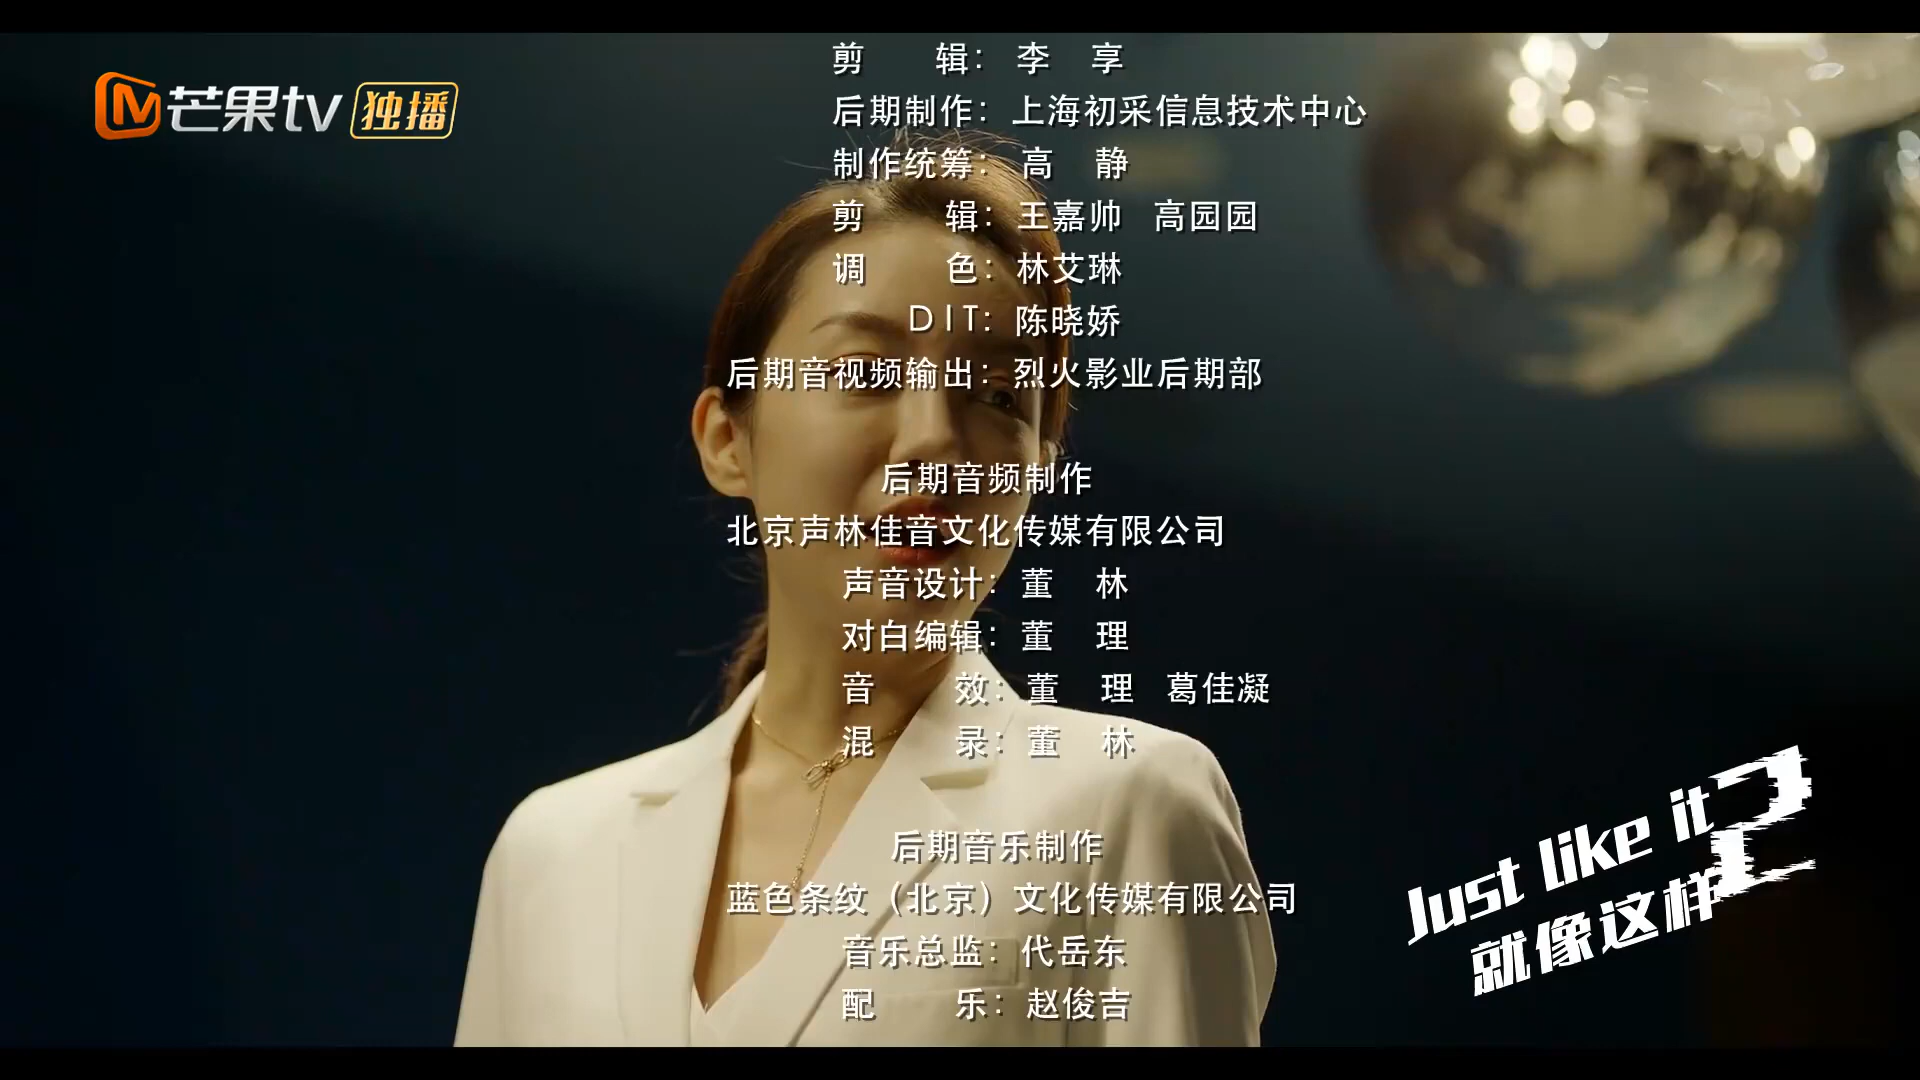 芒果tv 独播
剪 辑： 李 享
后期制作：上海初采信息技术中心
制作统筹： 高 静
剪 辑：王嘉帅 高园园
调 色：林艾琳
DIT：陈晓娇
后期音视频输出：烈火影业后期部
后期音频制作
北京声林佳音文化传媒有限公司
声音设计：董 林
对白编辑：董 理
音 效：董 理 葛佳凝
混 录：董 林
后期音乐制作
蓝色条纹（北京）文化传媒有限公司
音乐总监：代岳东
配 乐：赵俊吉
Just like it 2
就像这样